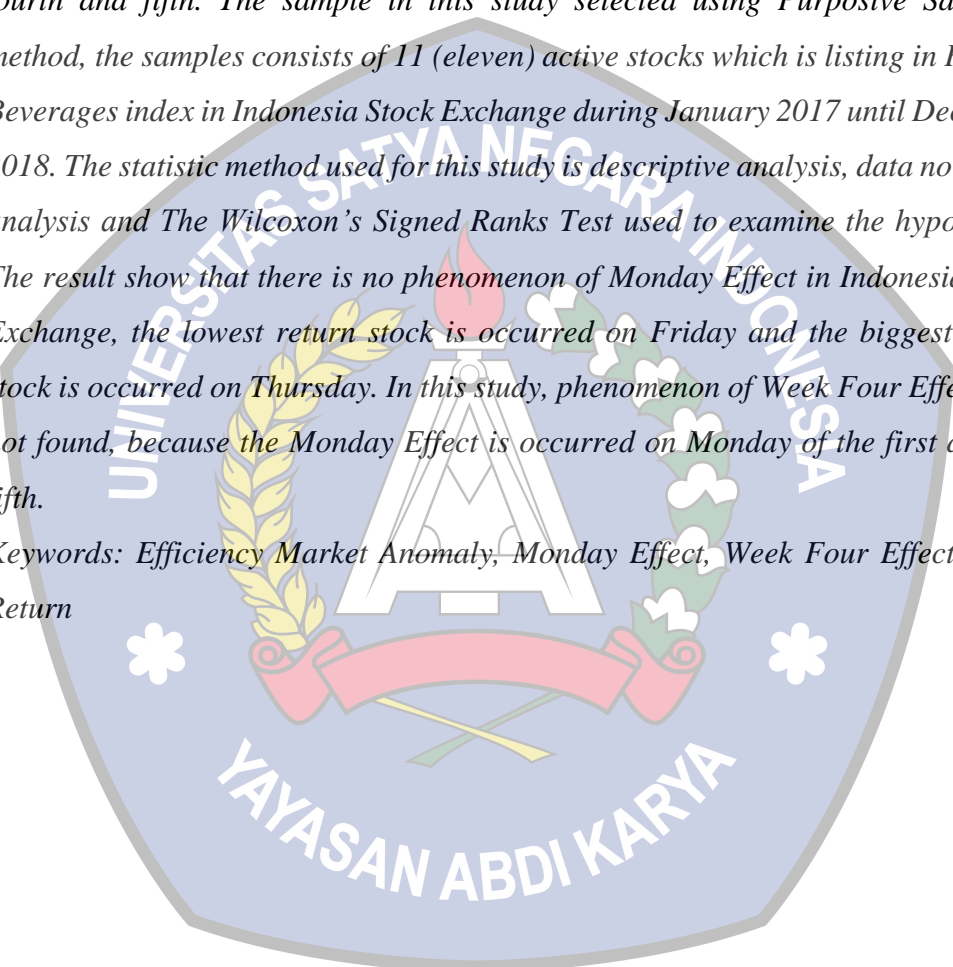 fourth and fifth. The sample in this study selected using Purposive Sa
method, the samples consists of 11 (eleven) active stocks which is listing in
Beverages index in Indonesia Stock Exchange during January 2017 until Dec
2018. The statistic method used for this study is descriptive analysis, data no
analysis and The Wilcoxon's Signed Ranks Test used to examine the hypo
The result show that there is no phenomenon of Monday Effect in Indonesia
Exchange, the lowest return stock is occurred on Friday and the biggest
stock is occurred on Thursday. In this study, phenomenon of Week Four Effe
not found, because the Monday Effect is occurred on Monday of the first
fifth.
Keywords: Efficiency Market Anomaly, Monday Effect, Week Four Effect
Return
UNIVERSITAS SATYA NEGARA INDONESIA
YAYASAN ABDI KARYA